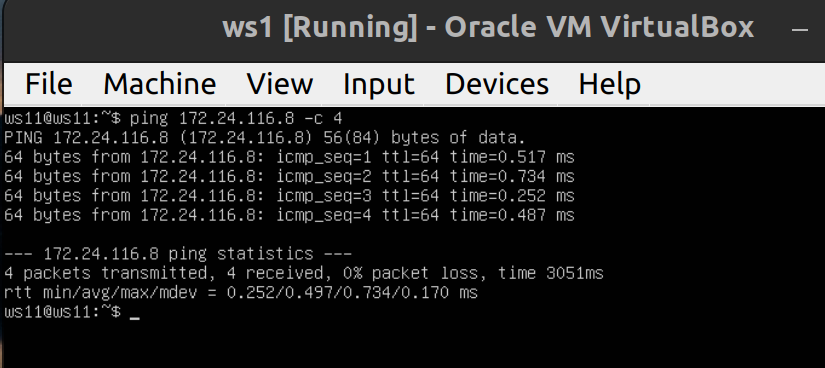 ws1 [Running] - Oracle VM VirtualBox
File Machine View Input Devices Help
ws11@ws11:~$ ping 172.24.116.8 -c 4
PING 172.24.116.8 (172.24.116.8) 56(84) bytes of data.
64 bytes from 172.24.116.8: icmp_seq=1 ttl=64 time=0.517 ms
64 bytes from 172.24.116.8: icmp_seq=2 ttl=64 time=0.734 ms
64 bytes from 172.24.116.8: icmp_seq=3 ttl=64 time=0.252 ms
64 bytes from 172.24.116.8: icmp_seq=4 ttl=64 time=0.487 ms
--- 172.24.116.8 ping statistics ---
4 packets transmitted, 4 received, 0% packet loss, time 3051ms
rtt min/avg/max/mdev = 0.252/0.497/0.734/0.170 ms
ws11@ws11:~$ _